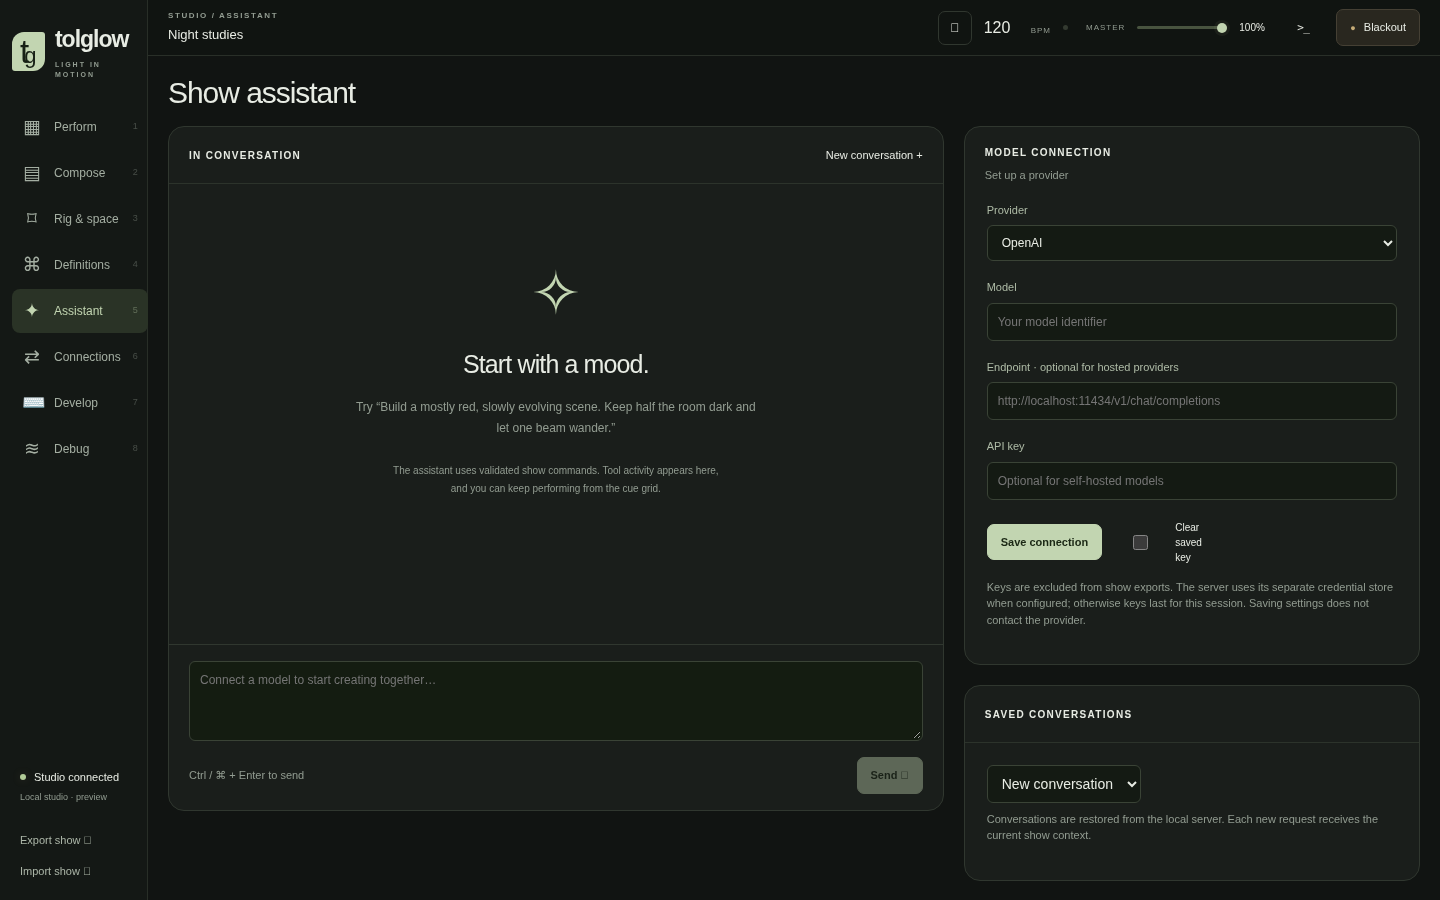 tg
tolglow
LIGHT IN
MOTION
Perform 1
Compose 2
Rig & space 3
Definitions 4
Assistant 5
Connections 6
Develop 7
Debug 8
Studio connected
Local studio · preview
Export show
Import show
STUDIO / ASSISTANT
Night studies
120 BPM
MASTER 100%
>_
Blackout
Show assistant
IN CONVERSATION
New conversation +
Start with a mood.
Try “Build a mostly red, slowly evolving scene. Keep half the room dark and
let one beam wander.”
The assistant uses validated show commands. Tool activity appears here,
and you can keep performing from the cue grid.
Connect a model to start creating together…
Ctrl / ⌘ + Enter to send
Send
MODEL CONNECTION
Set up a provider
Provider
OpenAI
Model
Your model identifier
Endpoint · optional for hosted providers
http://localhost:11434/v1/chat/completions
API key
Optional for self-hosted models
Save connection
Clear
saved
key
Keys are excluded from show exports. The server uses its separate credential store
when configured; otherwise keys last for this session. Saving settings does not
contact the provider.
SAVED CONVERSATIONS
New conversation
Conversations are restored from the local server. Each new request receives the
current show context.